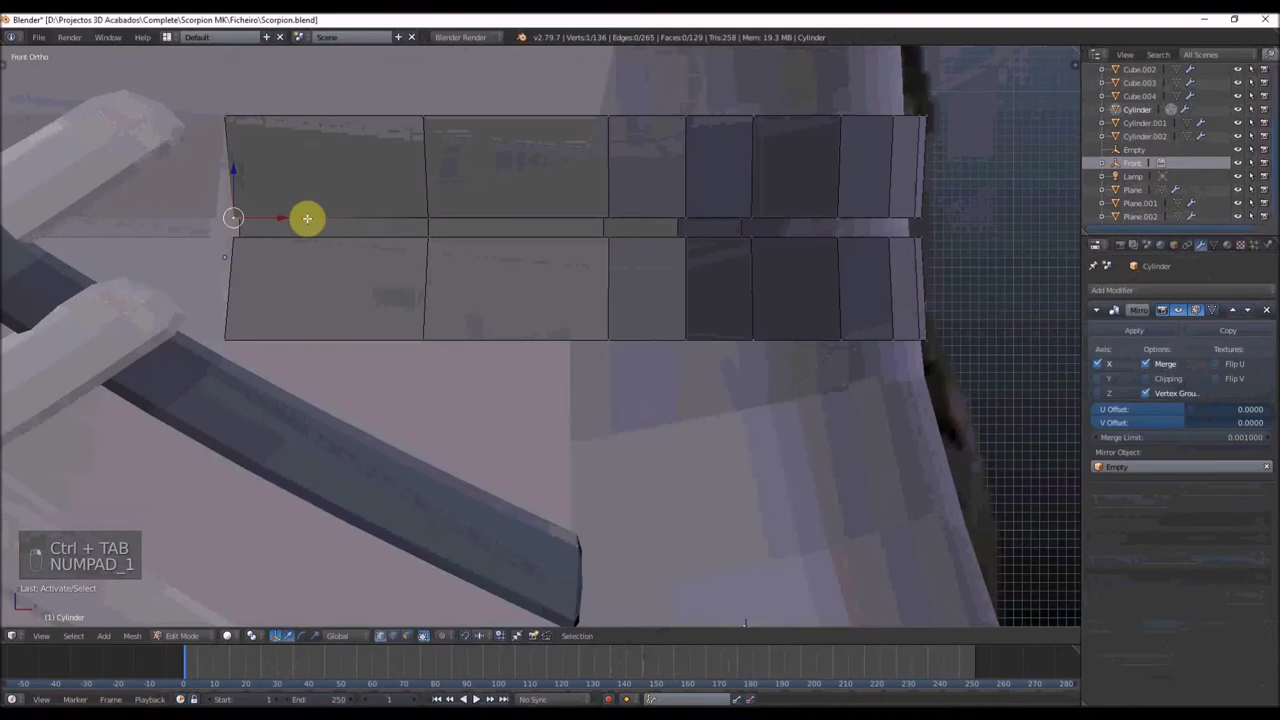 Blender* [D:\Projectos 3D Acabados\Complete\Scorpion MK\Ficheiro\Scorpion.blend]
File Render Window Help Default Scene Blender Render v2.79.7 | Verts:1/136 | Edges:0/265 | Faces:0/129 | Tris:256 | Mem: 19.3 MB | Cylinder
View Search All Scenes
Front Ortho
Cube.002
Cube.003
Cube.004
Cylinder
Cylinder.001
Cylinder.002
Empty
Front
Lamp
Plane
Plane.001
Plane.002
Cylinder
Add Modifier
Mirro
Apply Copy
Axis: Options: Textures:
X Merge Flip U
Y Clipping Flip V
Z Vertex Grou..
U Offset: 0.0000
V Offset: 0.0000
Merge Limit: 0.001000
Mirror Object:
Empty
Ctrl + TAB
NUMPAD_1
Last: Activate/Select
(1) Cylinder
View Select Add Mesh Edit Mode Global Selection
-50 -40 -30 -20 -10 0 10 20 30 40 50 60 70 80 90 100 110 120 130 140 150 160 170 180 190 200 210 220 230 240 250 260 270 280
View Marker Frame Playback Start: 1 End: 250 1 No Sync